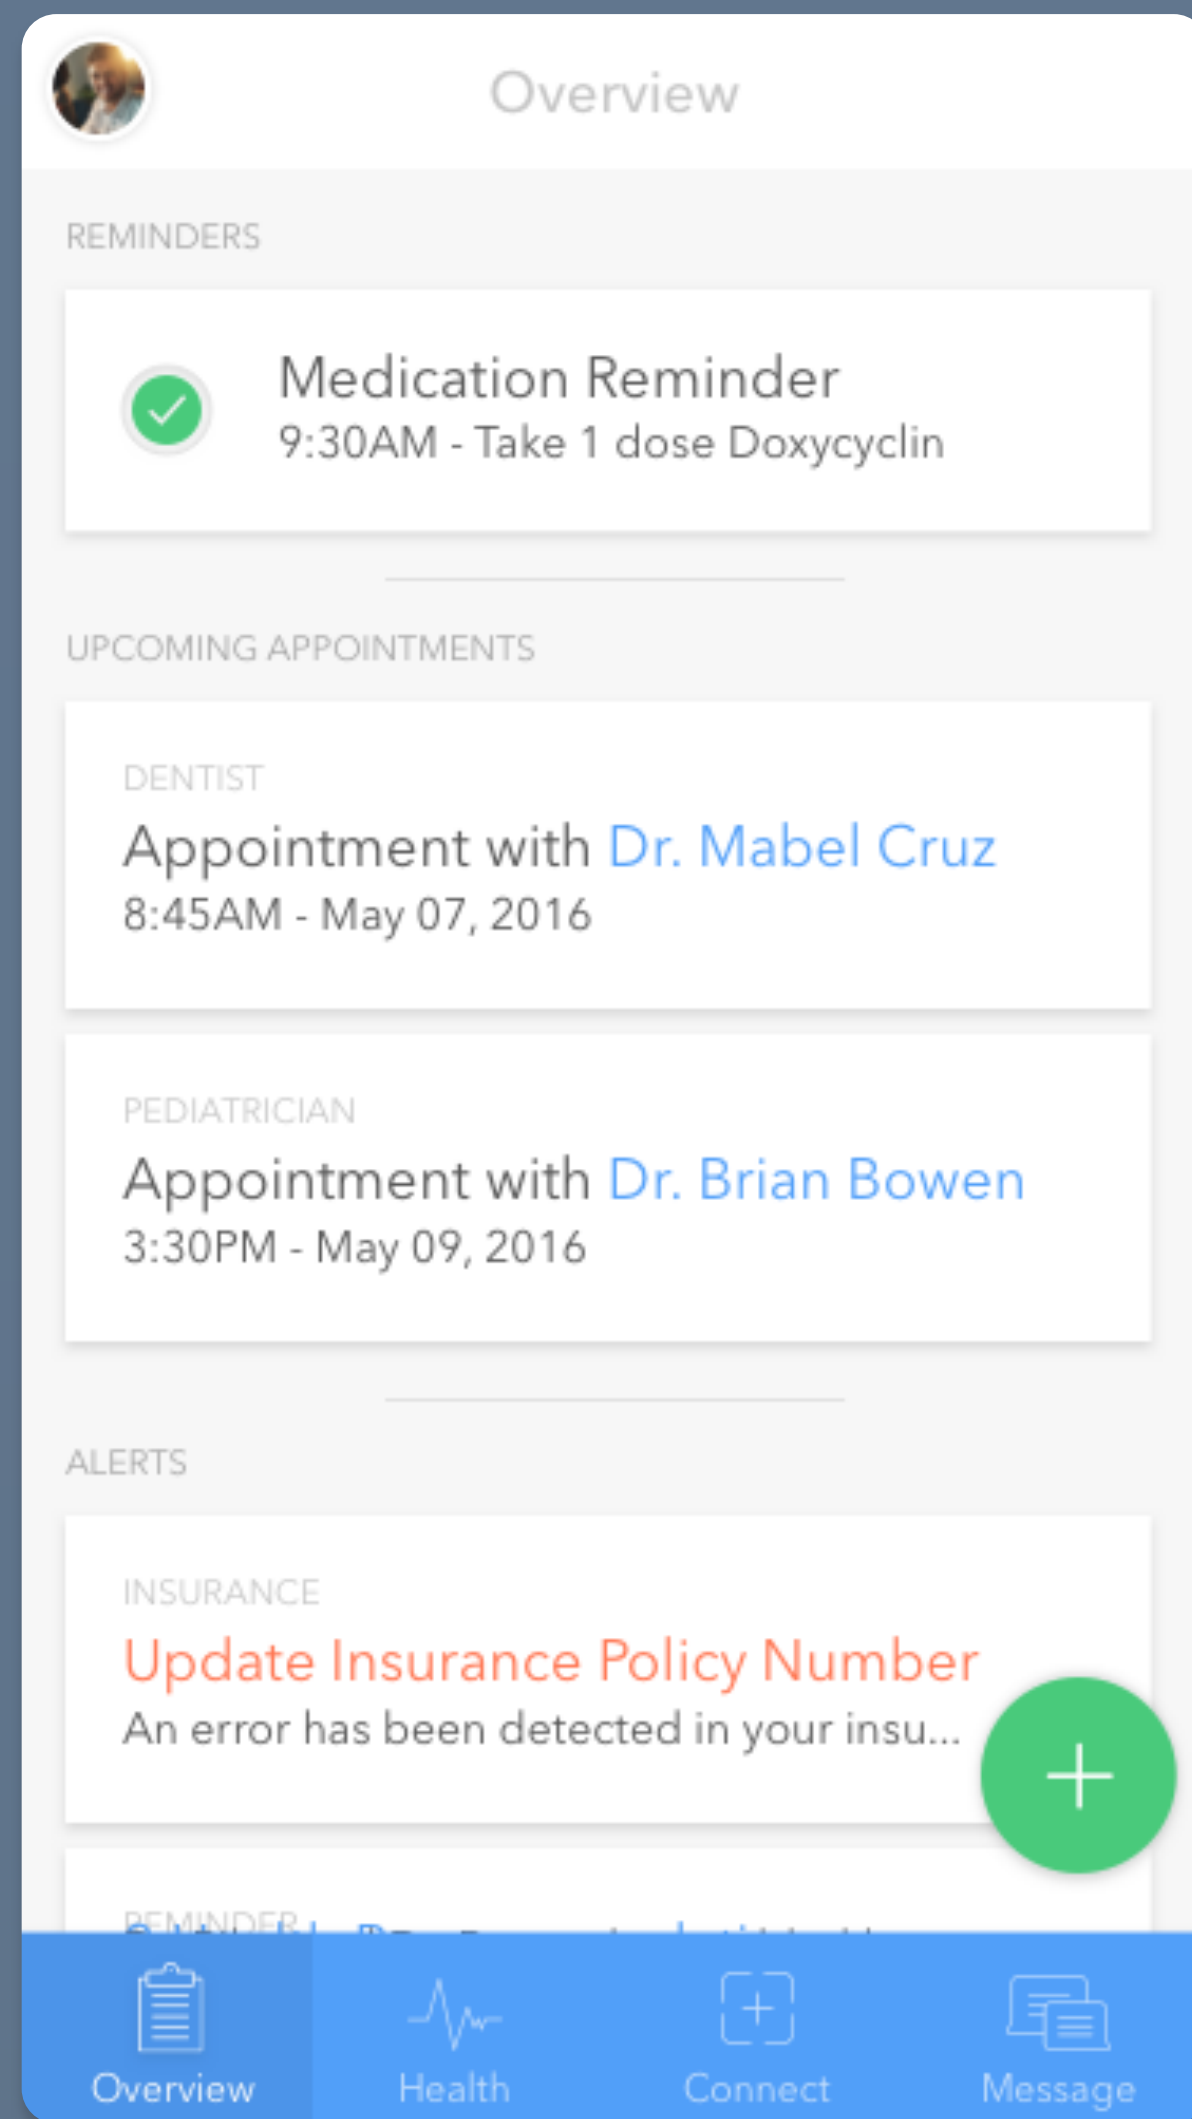 Overview
REMINDERS
Medication Reminder
9:30AM - Take 1 dose Doxycyclin
UPCOMING APPOINTMENTS
DENTIST
Appointment with Dr. Mabel Cruz
8:45AM - May 07, 2016
PEDIATRICIAN
Appointment with Dr. Brian Bowen
3:30PM - May 09, 2016
ALERTS
INSURANCE
Update Insurance Policy Number
An error has been detected in your insu...
REMINDER
Overview
Health
Connect
Message